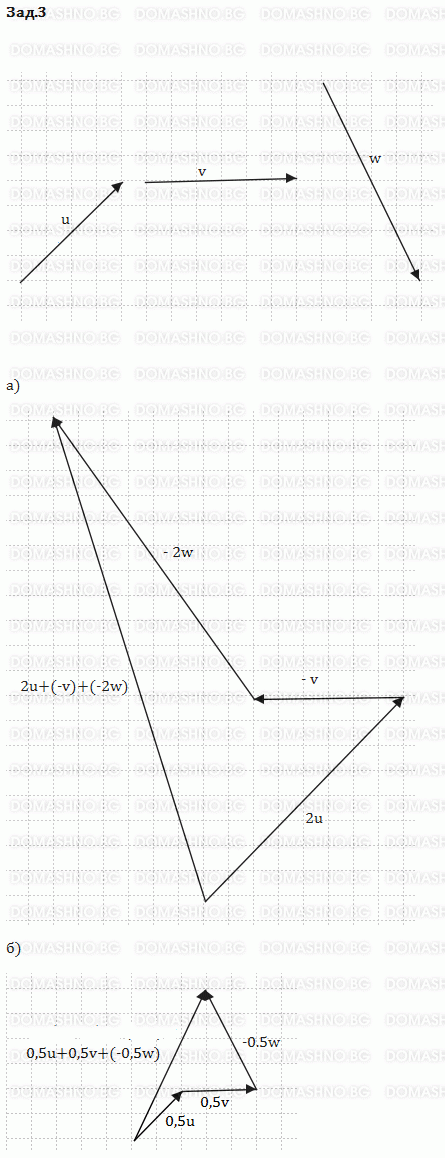 Зад.3
u
v
w
а)
- 2w
2u+(-v)+(-2w)
- v
2u
б)
0,5u+0,5v+(-0,5w)
-0.5w
0,5v
0,5u
DOMASHNO.BG